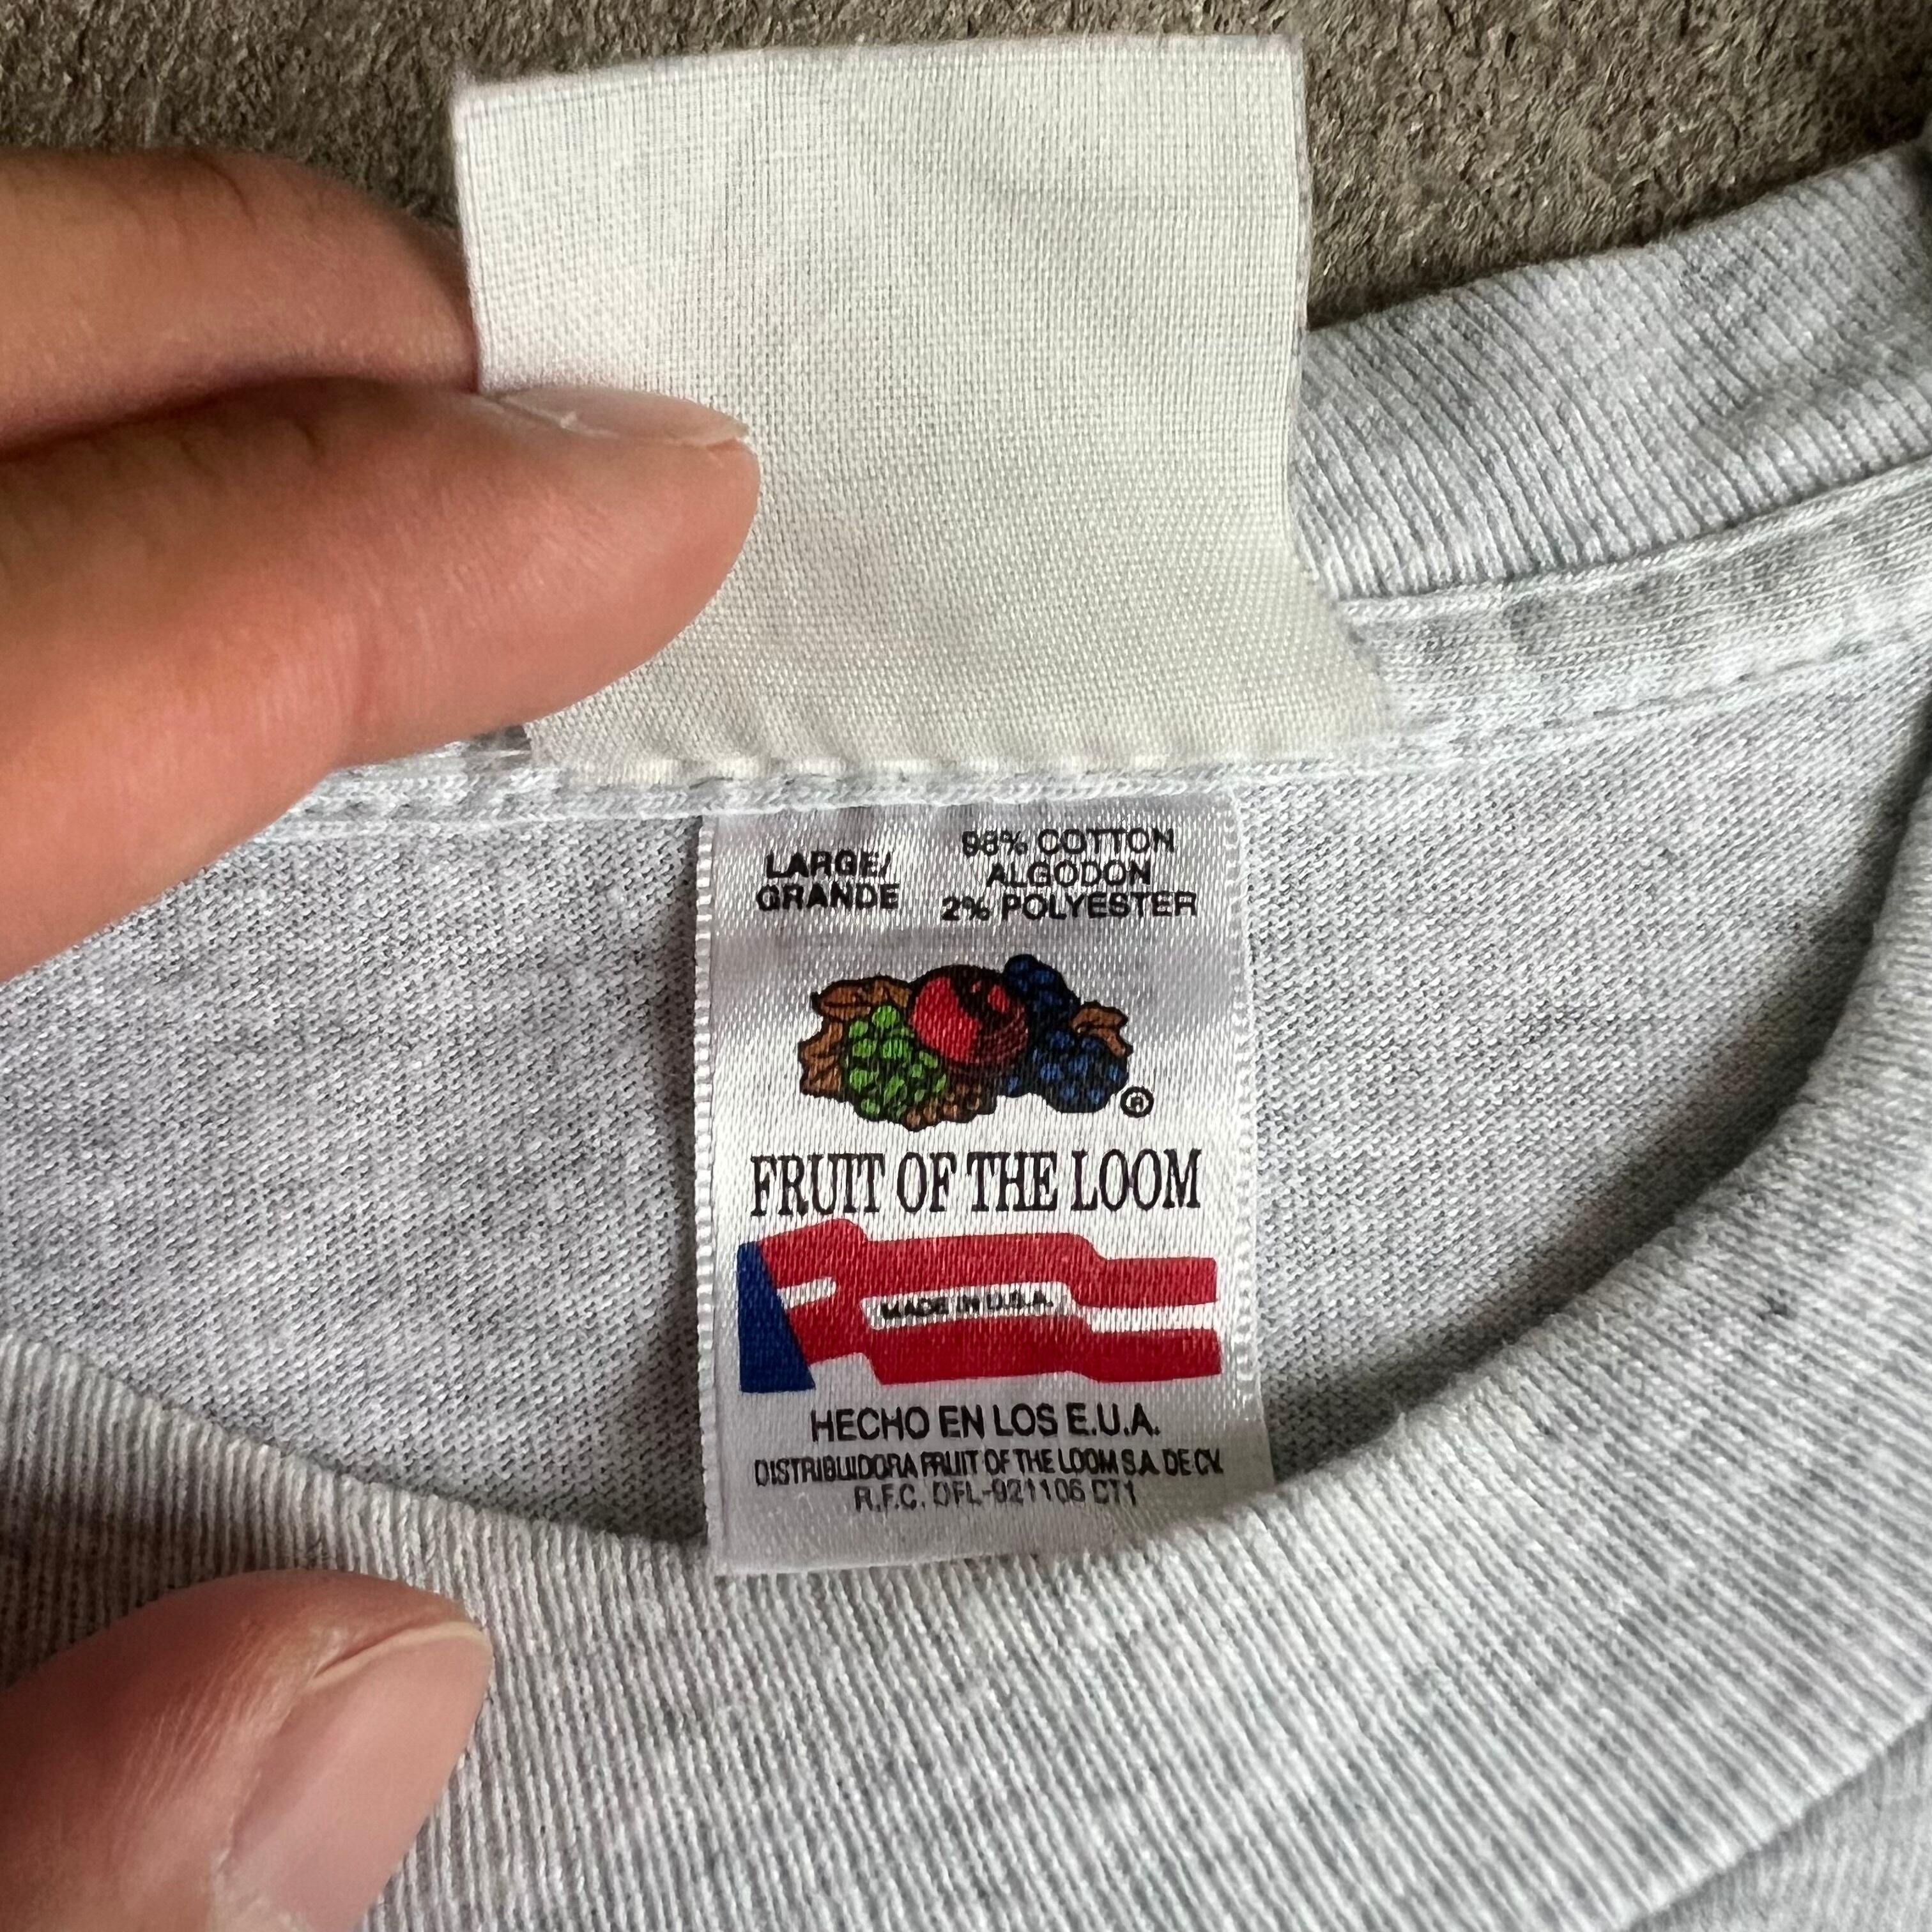 LARGE/
GRANDE
98% COTTON
ALGODON
2% POLYESTER
®
FRUIT OF THE LOOM
MADE IN U.S.A.
HECHO EN LOS E.U.A.
DISTRIBUIDORA FRUIT OF THE LOOM S.A. DE CV.
R.F.C. DFL-921106 CT1